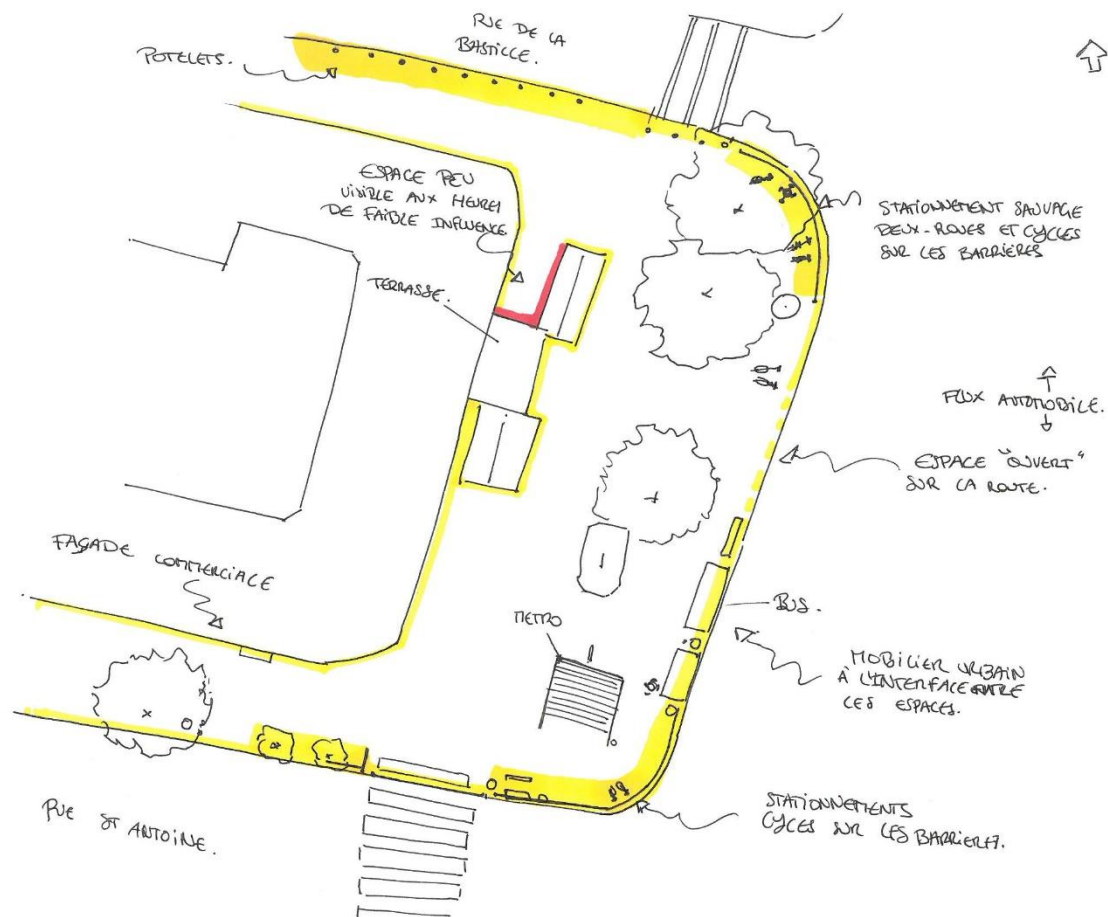 RUE DE LA
BASTILLE.
POTELETS.
ESPACE PEU
VISIBLE AUX HEURES
DE FAIBLE INFLUENCE
TERRASSE.
STATIONNEMENT SAUVAGE
DEUX-ROUES ET CYCLES
SUR LES BARRIÈRES
FLUX AUTOMOBILE.
ESPACE "OUVERT"
SUR LA ROUTE.
FAÇADE COMMERCIALE
METRO
BUS.
MOBILIER URBAIN
À L'INTERFACE ENTRE
CES ESPACES.
RUE ST ANTOINE.
STATIONNEMENTS
CYCLES SUR LES BARRIERES.